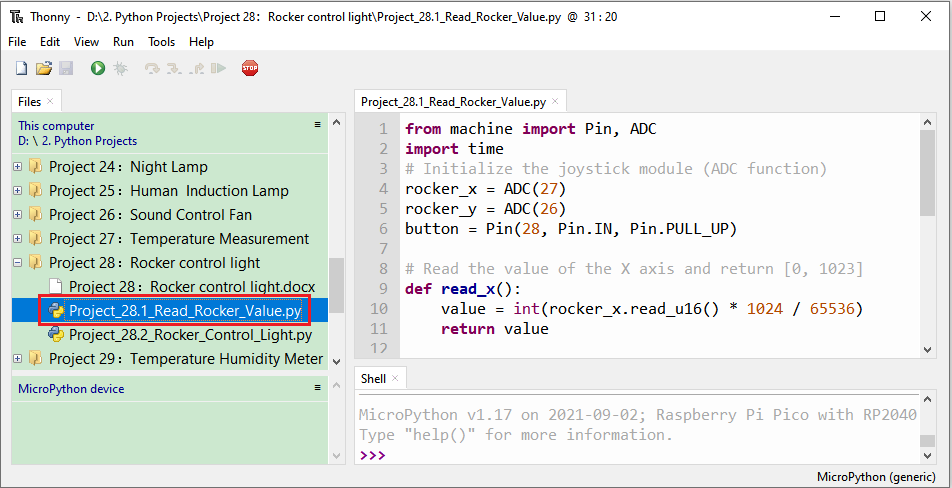 Thonny - D:\2. Python Projects\Project 28：Rocker control light\Project_28.1_Read_Rocker_Value.py @ 31 : 20
File Edit View Run Tools Help
STOP
Files
This computer
D: \ 2. Python Projects
Project 24：Night Lamp
Project 25：Human Induction Lamp
Project 26：Sound Control Fan
Project 27：Temperature Measurement
Project 28：Rocker control light
Project 28：Rocker control light.docx
Project_28.1_Read_Rocker_Value.py
Project_28.2_Rocker_Control_Light.py
Project 29：Temperature Humidity Meter
MicroPython device
Project_28.1_Read_Rocker_Value.py
1 from machine import Pin, ADC
2 import time
3 # Initialize the joystick module (ADC function)
4 rocker_x = ADC(27)
5 rocker_y = ADC(26)
6 button = Pin(28, Pin.IN, Pin.PULL_UP)
7
8 # Read the value of the X axis and return [0, 1023]
9 def read_x():
10     value = int(rocker_x.read_u16() * 1024 / 65536)
11     return value
12
Shell
MicroPython v1.17 on 2021-09-02; Raspberry Pi Pico with RP2040
Type "help()" for more information.
>>>
MicroPython (generic)